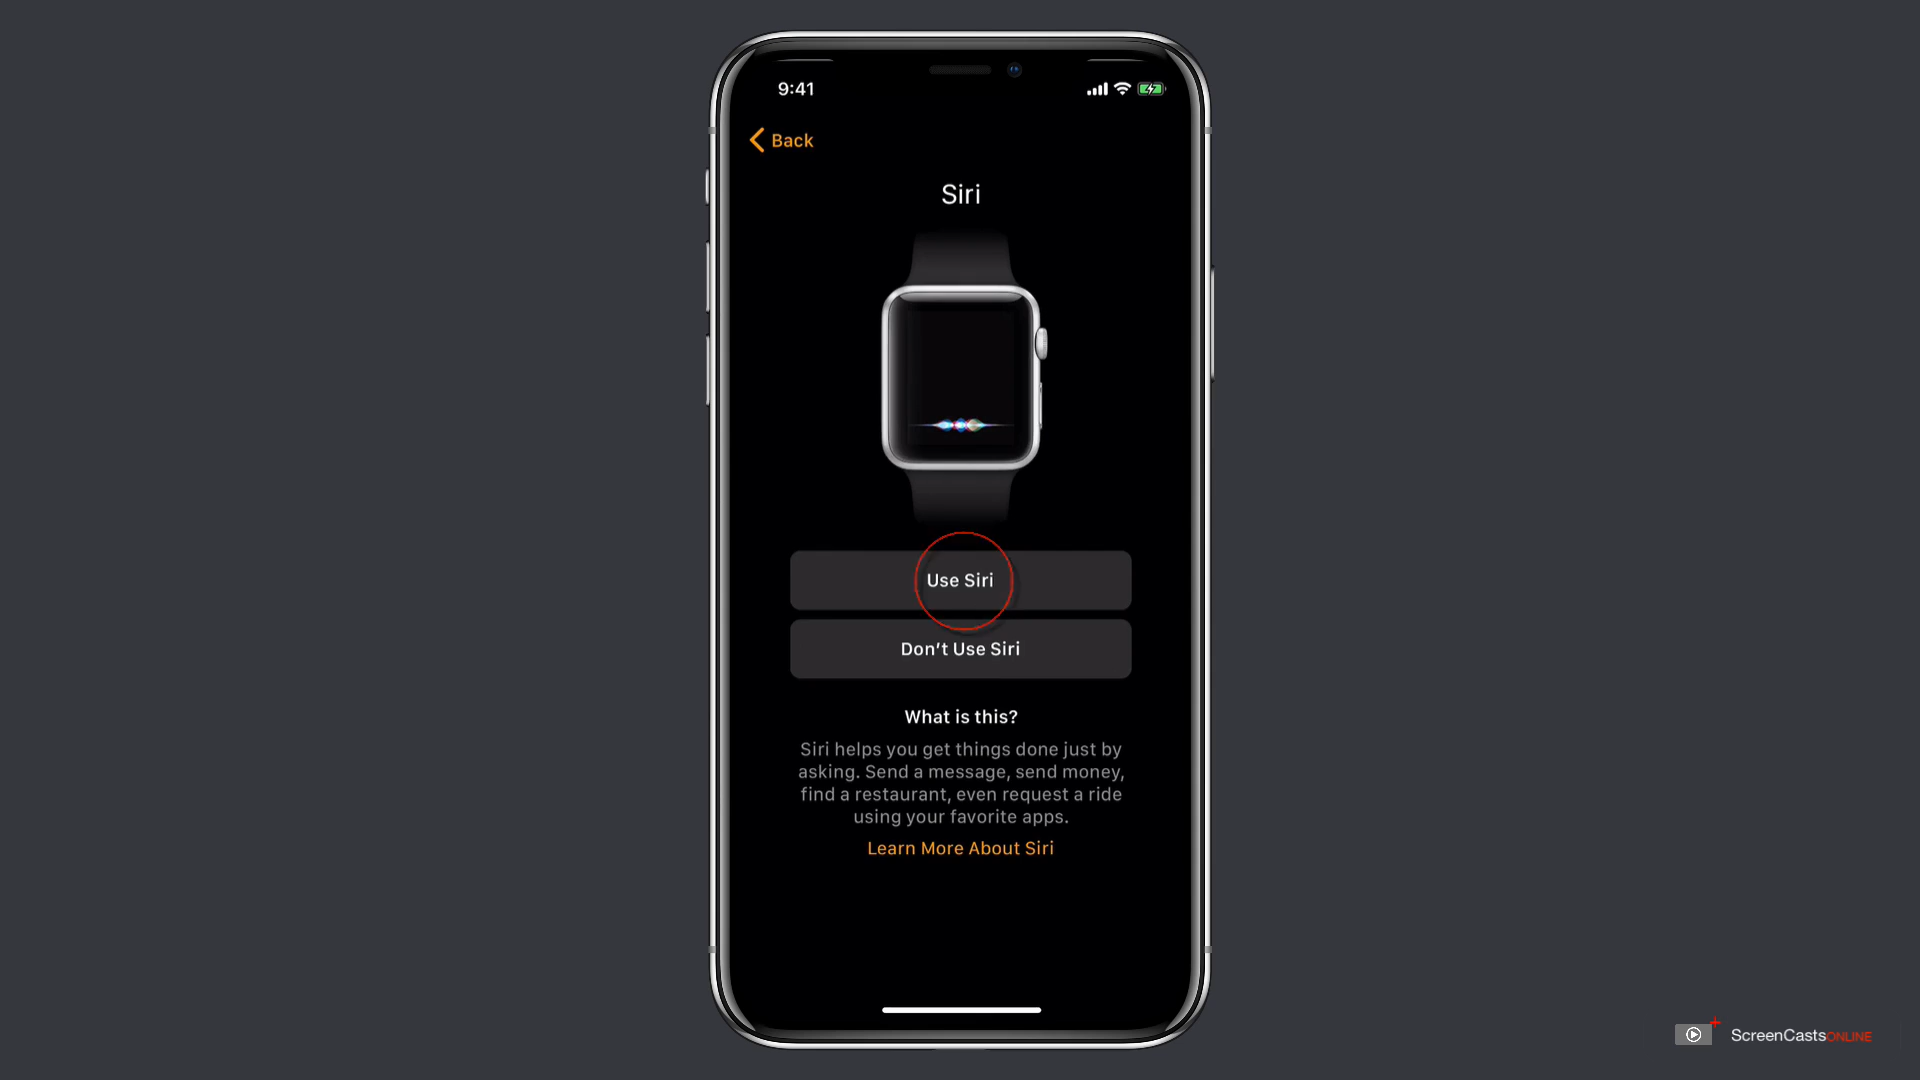 9:41
Back
Siri
Use Siri
Don't Use Siri
What is this?
Siri helps you get things done just by
asking. Send a message, send money,
find a restaurant, even request a ride
using your favorite apps.
Learn More About Siri
ScreenCastsONLINE